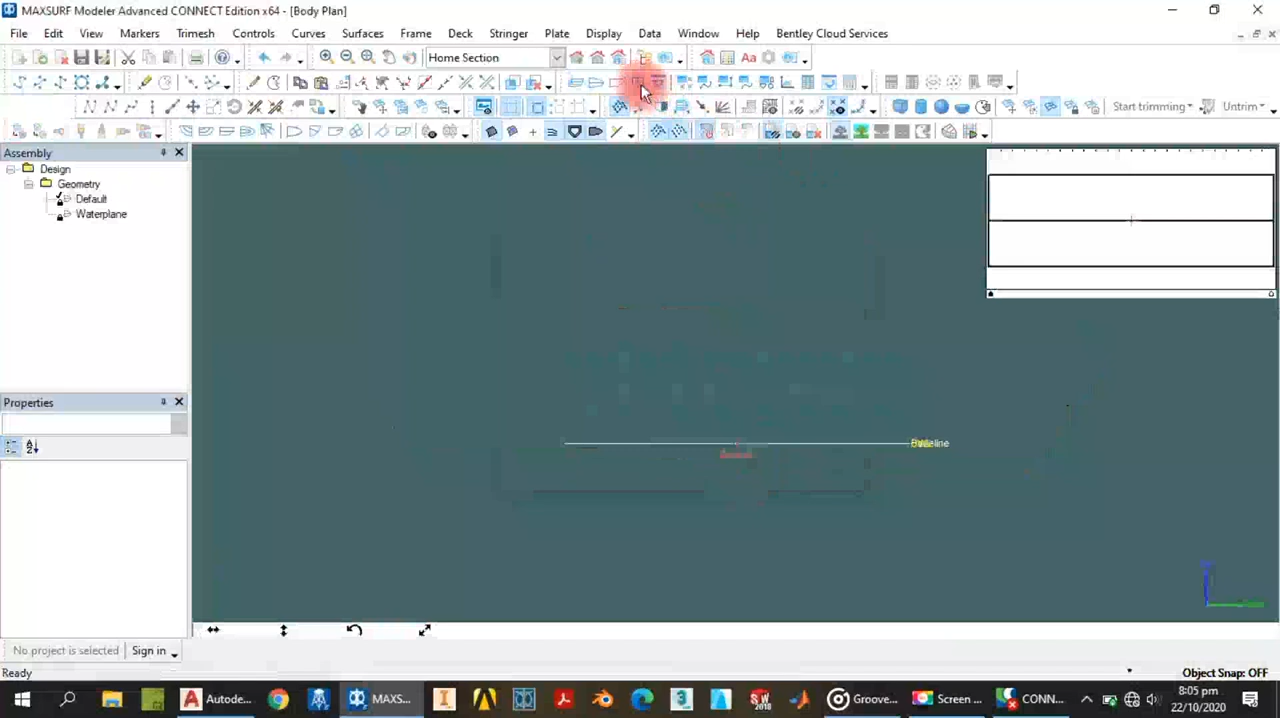 MAXSURF Modeler Advanced CONNECT Edition x64 - [Body Plan]
File Edit View Markers Trimesh Controls Curves Surfaces Frame Deck Stringer Plate Affine Display Data Window Help Bentley Cloud Services
Home Section
Aa
Start trimming Untrim
Assembly
Design
Geometry
Default
Waterplane
Properties
No project is selected Sign in
Ready
Object Snap: OFF
Autode... MAXS... Groove... Screen ... CONN...
8:05 pm
22/10/2020